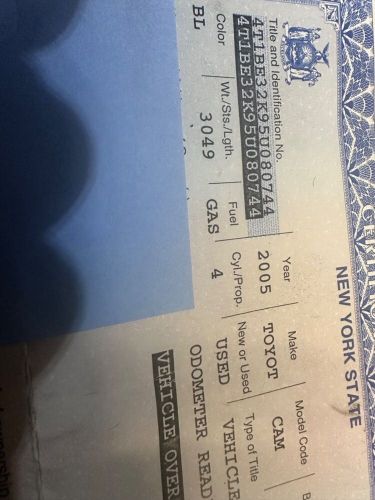 NEW YORK STATE
Title and Identification No. Year Make Model Code
4T1BE32K95U080744 2005 TOYOT CAM
4T1BE32K95U080744
Color Wt./Sts./Lgth. Fuel Cyl./Prop. New or Used Type of Title
BL 3049 GAS 4 USED VEHICLE
ODOMETER READ
VEHICLE OVER